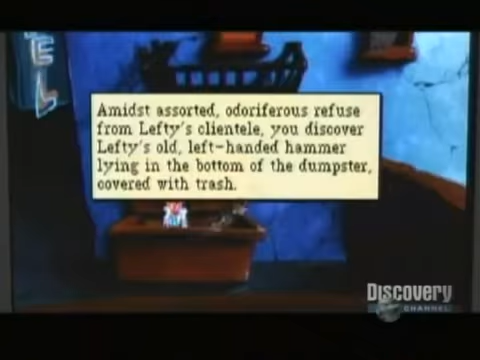 EL
Amidst assorted, odoriferous refuse
from Lefty's clientele, you discover
Lefty's old, left-handed hammer
lying in the bottom of the dumpster,
covered with trash.
Discovery
CHANNEL